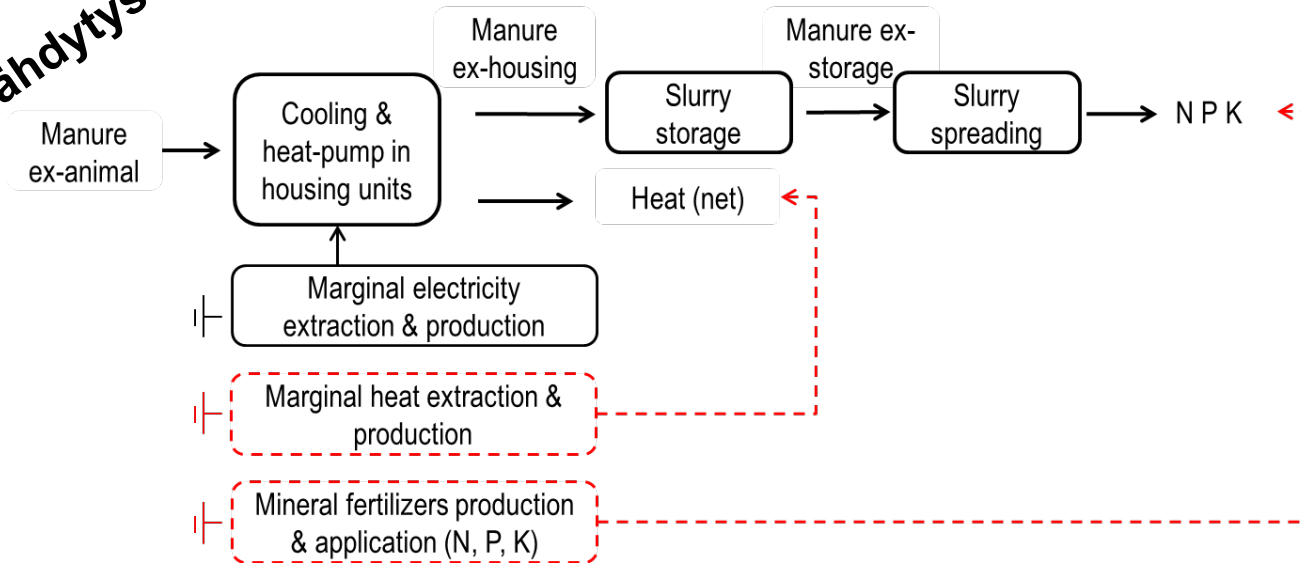 Manure
ex-housing
Manure ex-
storage
Manure
ex-animal
Cooling &
heat-pump in
housing units
Slurry
storage
Slurry
spreading
N P K
Heat (net)
Marginal electricity
extraction & production
Marginal heat extraction &
production
Mineral fertilizers production
& application (N, P, K)